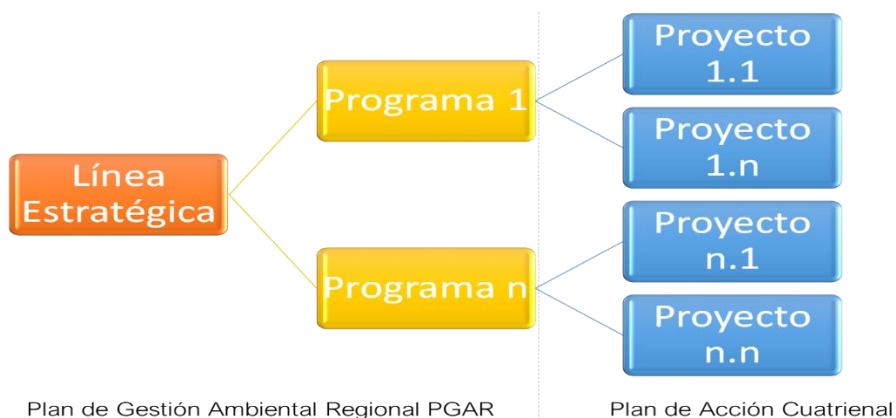 Línea
Estratégica
Programa 1
Programa n
Proyecto
1.1
Proyecto
1.n
Proyecto
n.1
Proyecto
n.n
Plan de Gestión Ambiental Regional PGAR
Plan de Acción Cuatrienal